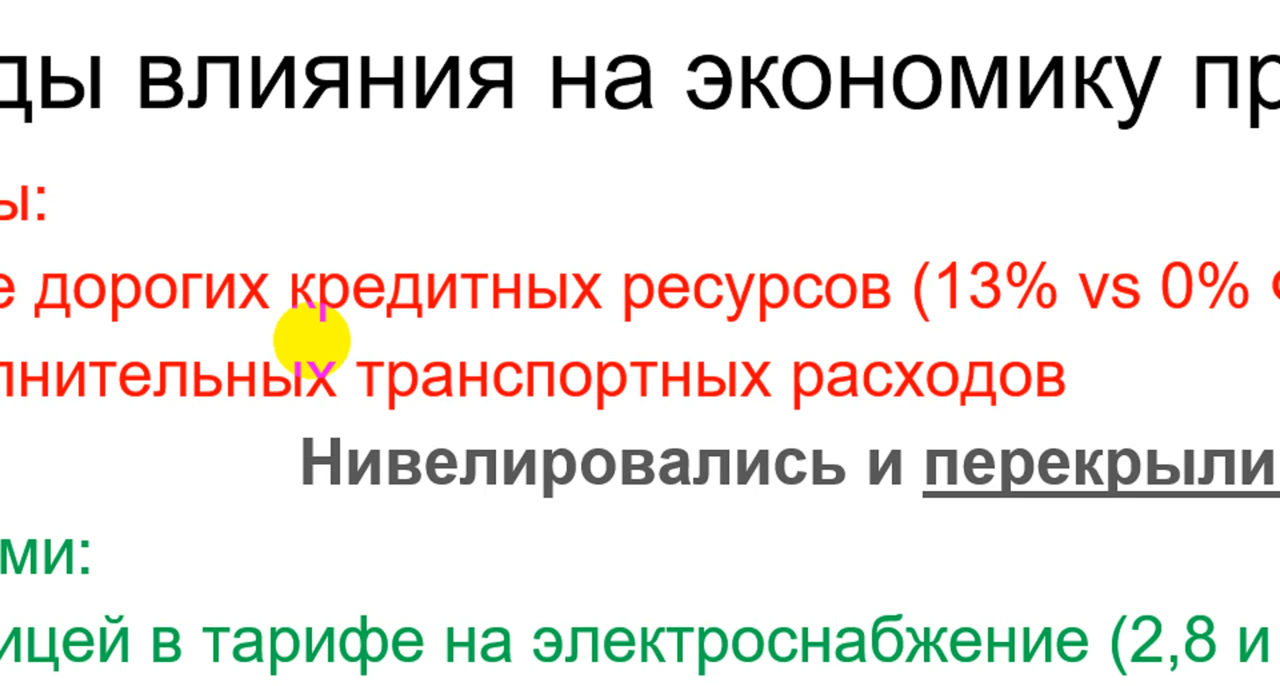 ды влияния на экономику пр
ы:
е дорогих кредитных ресурсов (13% vs 0%
лнительных транспортных расходов
Нивелировались и перекрыли
ми:
ицей в тарифе на электроснабжение (2,8 и